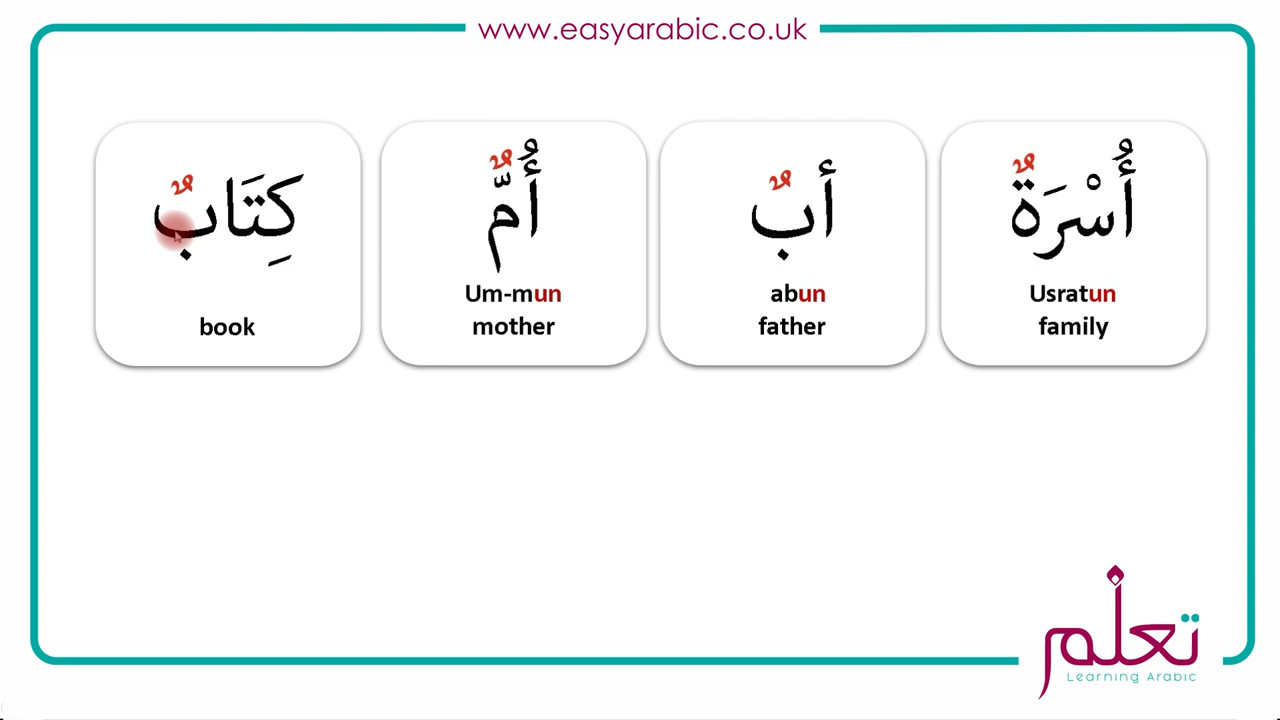 www.easyarabic.co.uk
أُسْرَةٌ
Usratun
family
أبٌ
abun
father
أُمٌّ
Um-mun
mother
كِتَابٌ
book
تعلم
Learning Arabic